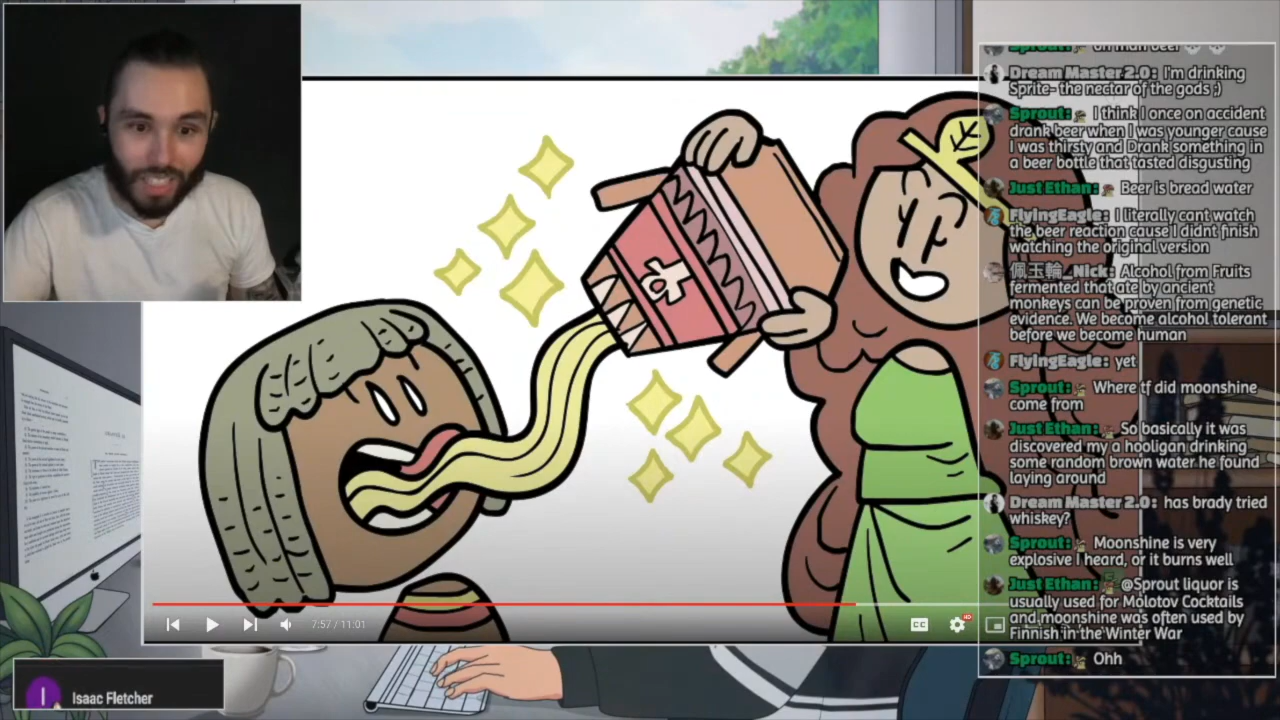 Sprout: Oh man beer
Dream Master 2.0: I'm drinking
Sprite- the nectar of the gods ;)
Sprout: I think I once on accident
drank beer when I was younger cause
I was thirsty and Drank something in
a beer bottle that tasted disgusting
Just Ethan: Beer is bread water
FlyingEagle: I literally cant watch
the beer reaction cause I didnt finish
watching the original version
佩玉輪_Nick: Alcohol from Fruits
fermented that ate by ancient
monkeys can be proven from genetic
evidence. We become alcohol tolerant
before we become human
FlyingEagle: yet
Sprout: Where tf did moonshine
come from
Just Ethan: So basically it was
discovered my a hooligan drinking
some random brown water he found
laying around
Dream Master 2.0: has brady tried
whiskey?
Sprout: Moonshine is very
explosive I heard, or it burns well
Just Ethan: @Sprout liquor is
usually used for Molotov Cocktails
and moonshine was often used by
Finnish in the Winter War
Sprout: Ohh
2:57 / 11:01
CC
HD
I Isaac Fletcher